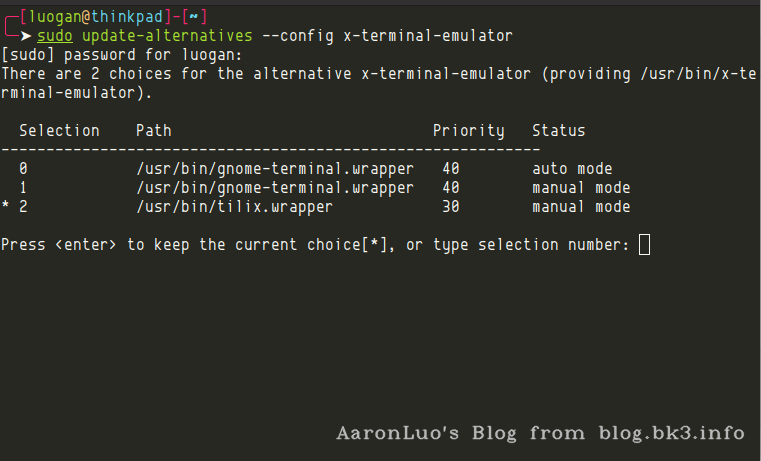 [luogan@thinkpad]-[~]
➤ sudo update-alternatives --config x-terminal-emulator
[sudo] password for luogan:
There are 2 choices for the alternative x-terminal-emulator (providing /usr/bin/x-te
rminal-emulator).
Selection    Path                             Priority   Status
------------------------------------------------------------
  0            /usr/bin/gnome-terminal.wrapper   40        auto mode
  1            /usr/bin/gnome-terminal.wrapper   40        manual mode
* 2            /usr/bin/tilix.wrapper            30        manual mode
Press <enter> to keep the current choice[*], or type selection number:
AaronLuo's Blog from blog.bk3.info